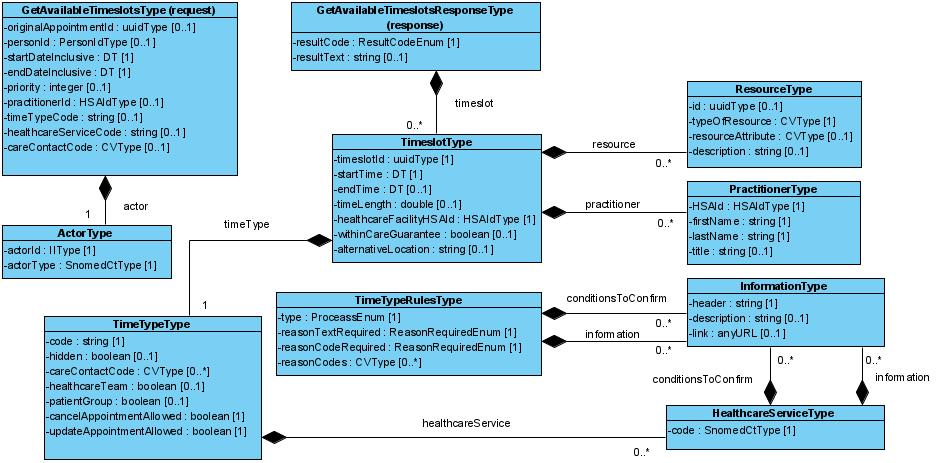 GetAvailableTimeslotsType (request)
-originalAppointmentId : uuidType [0..1]
-personId : PersonIdType [0..1]
-startDateInclusive : DT [1]
-endDateInclusive : DT [1]
-priority : integer [0..1]
-practitionerId : HSAIdType [0..1]
-timeTypeCode : string [0..1]
-healthcareServiceCode : string [0..1]
-careContactCode : CVType [0..1]
actor
1
ActorType
-actorId : IIType [1]
-actorType : SnomedCtType [1]
GetAvailableTimeslotsResponseType
(response)
-resultCode : ResultCodeEnum [1]
-resultText : string [0..1]
timeslot
0..*
TimeslotType
-timeslotId : uuidType [1]
-startTime : DT [1]
-endTime : DT [0..1]
-timeLength : double [0..1]
-healthcareFacilityHSAId : HSAIdType [1]
-withinCareGuarantee : boolean [0..1]
-alternativeLocation : string [0..1]
resource
0..*
ResourceType
-id : uuidType [0..1]
-typeOfResource : CVType [1]
-resourceAttribute : CVType [0..1]
-description : string [0..1]
practitioner
0..*
PractitionerType
-HSAId : HSAIdType [1]
-firstName : string [1]
-lastName : string [1]
-title : string [0..1]
timeType
1
TimeTypeType
-code : string [1]
-hidden : boolean [0..1]
-careContactCode : CVType [0..*]
-healthcareTeam : boolean [0..1]
-patientGroup : boolean [0..1]
-cancelAppointmentAllowed : boolean [1]
-updateAppointmentAllowed : boolean [1]
TimeTypeRulesType
-type : ProceassEnum [1]
-reasonTextRequired : ReasonRequiredEnum [1]
-reasonCodeRequired : ReasonRequiredEnum [1]
-reasonCodes : CVType [0..*]
conditionsToConfirm
0..*
information
0..*
InformationType
-header : string [1]
-description : string [0..1]
-link : anyURL [0..1]
0..*
0..*
conditionsToConfirm
information
HealthcareServiceType
-code : SnomedCtType [1]
healthcareService
0..*